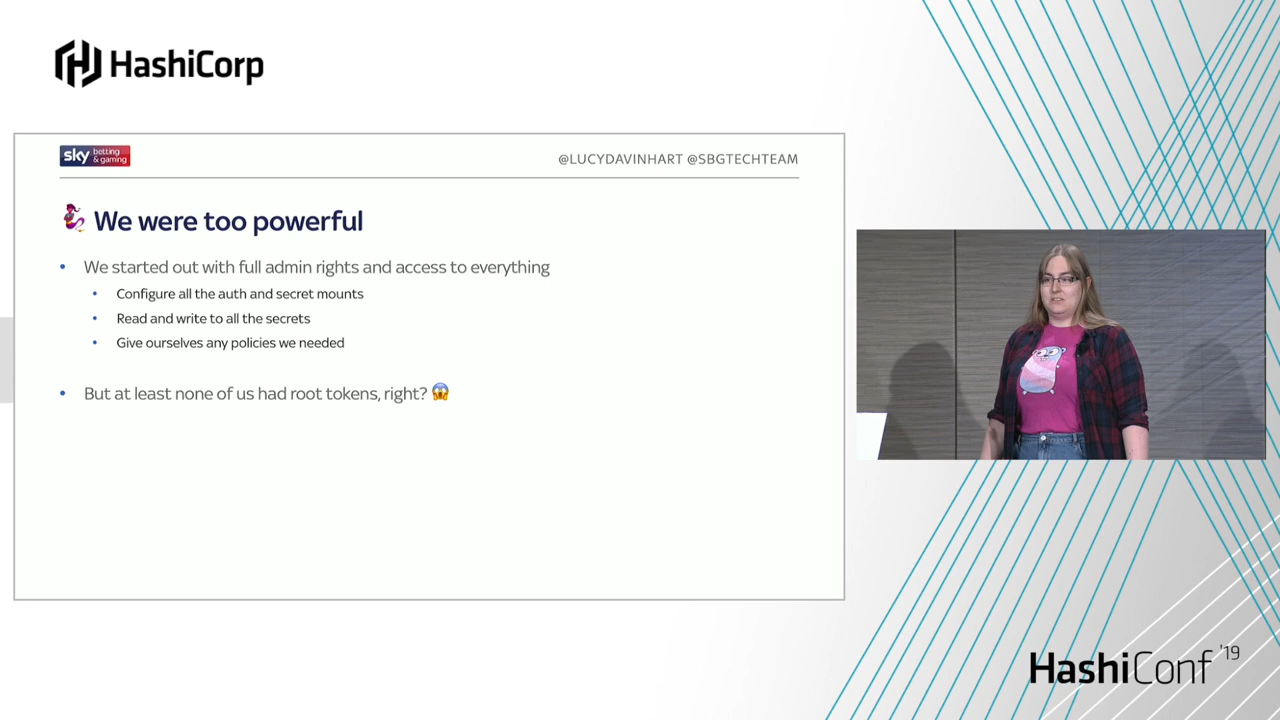 HashiCorp
sky betting & gaming
@LUCYDAVINHART @SBGTECHTEAM
We were too powerful
• We started out with full admin rights and access to everything
• Configure all the auth and secret mounts
• Read and write to all the secrets
• Give ourselves any policies we needed
• But at least none of us had root tokens, right? 😱
HashiConf '19